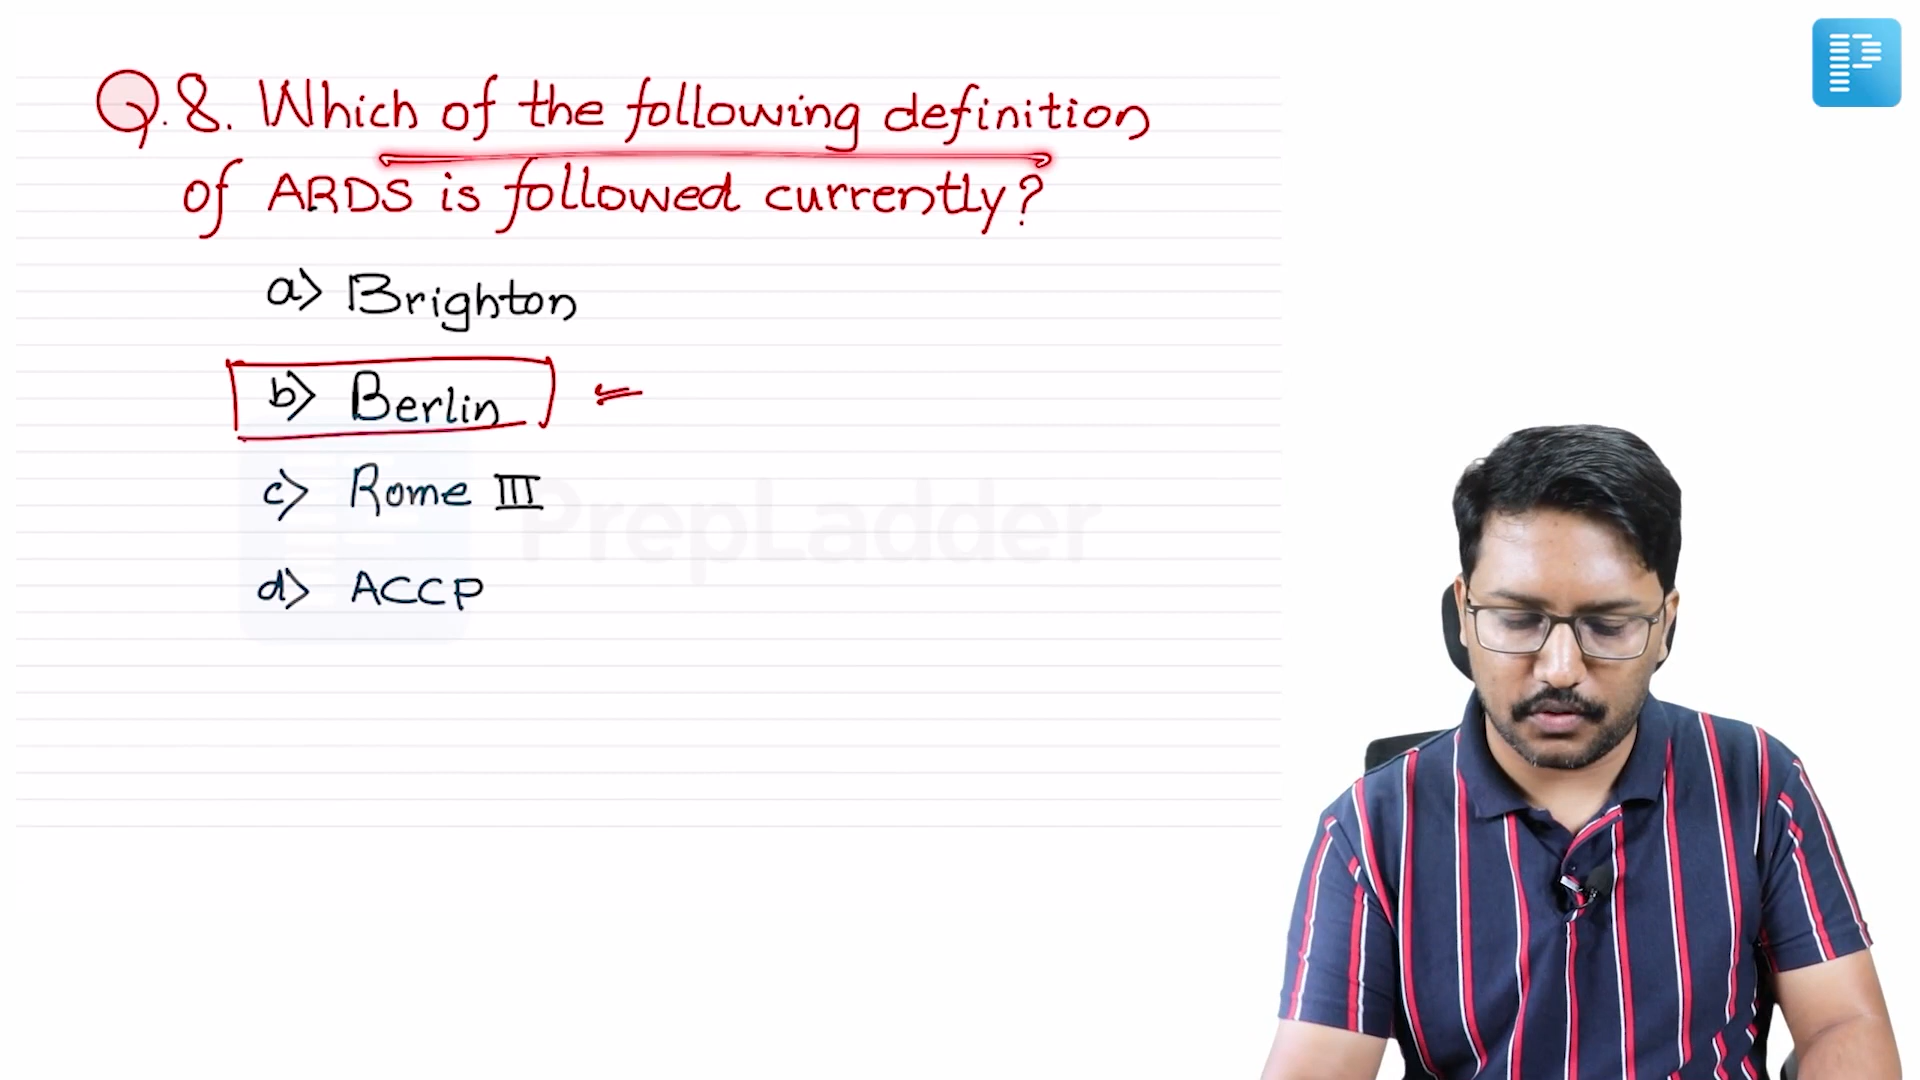 Q.8. Which of the following definition
of ARDS is followed currently?
a) Brighton
b) Berlin
c) Rome III
d) ACCP
PrepLadder